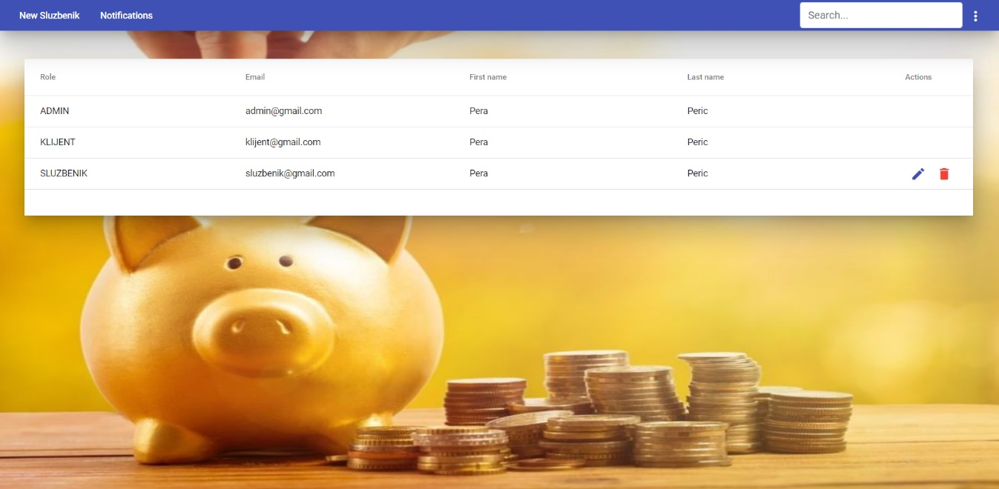 New Sluzbenik Notifications Search...
Role Email First name Last name Actions
ADMIN admin@gmail.com Pera Peric
KLIJENT klijent@gmail.com Pera Peric
SLUZBENIK sluzbenik@gmail.com Pera Peric